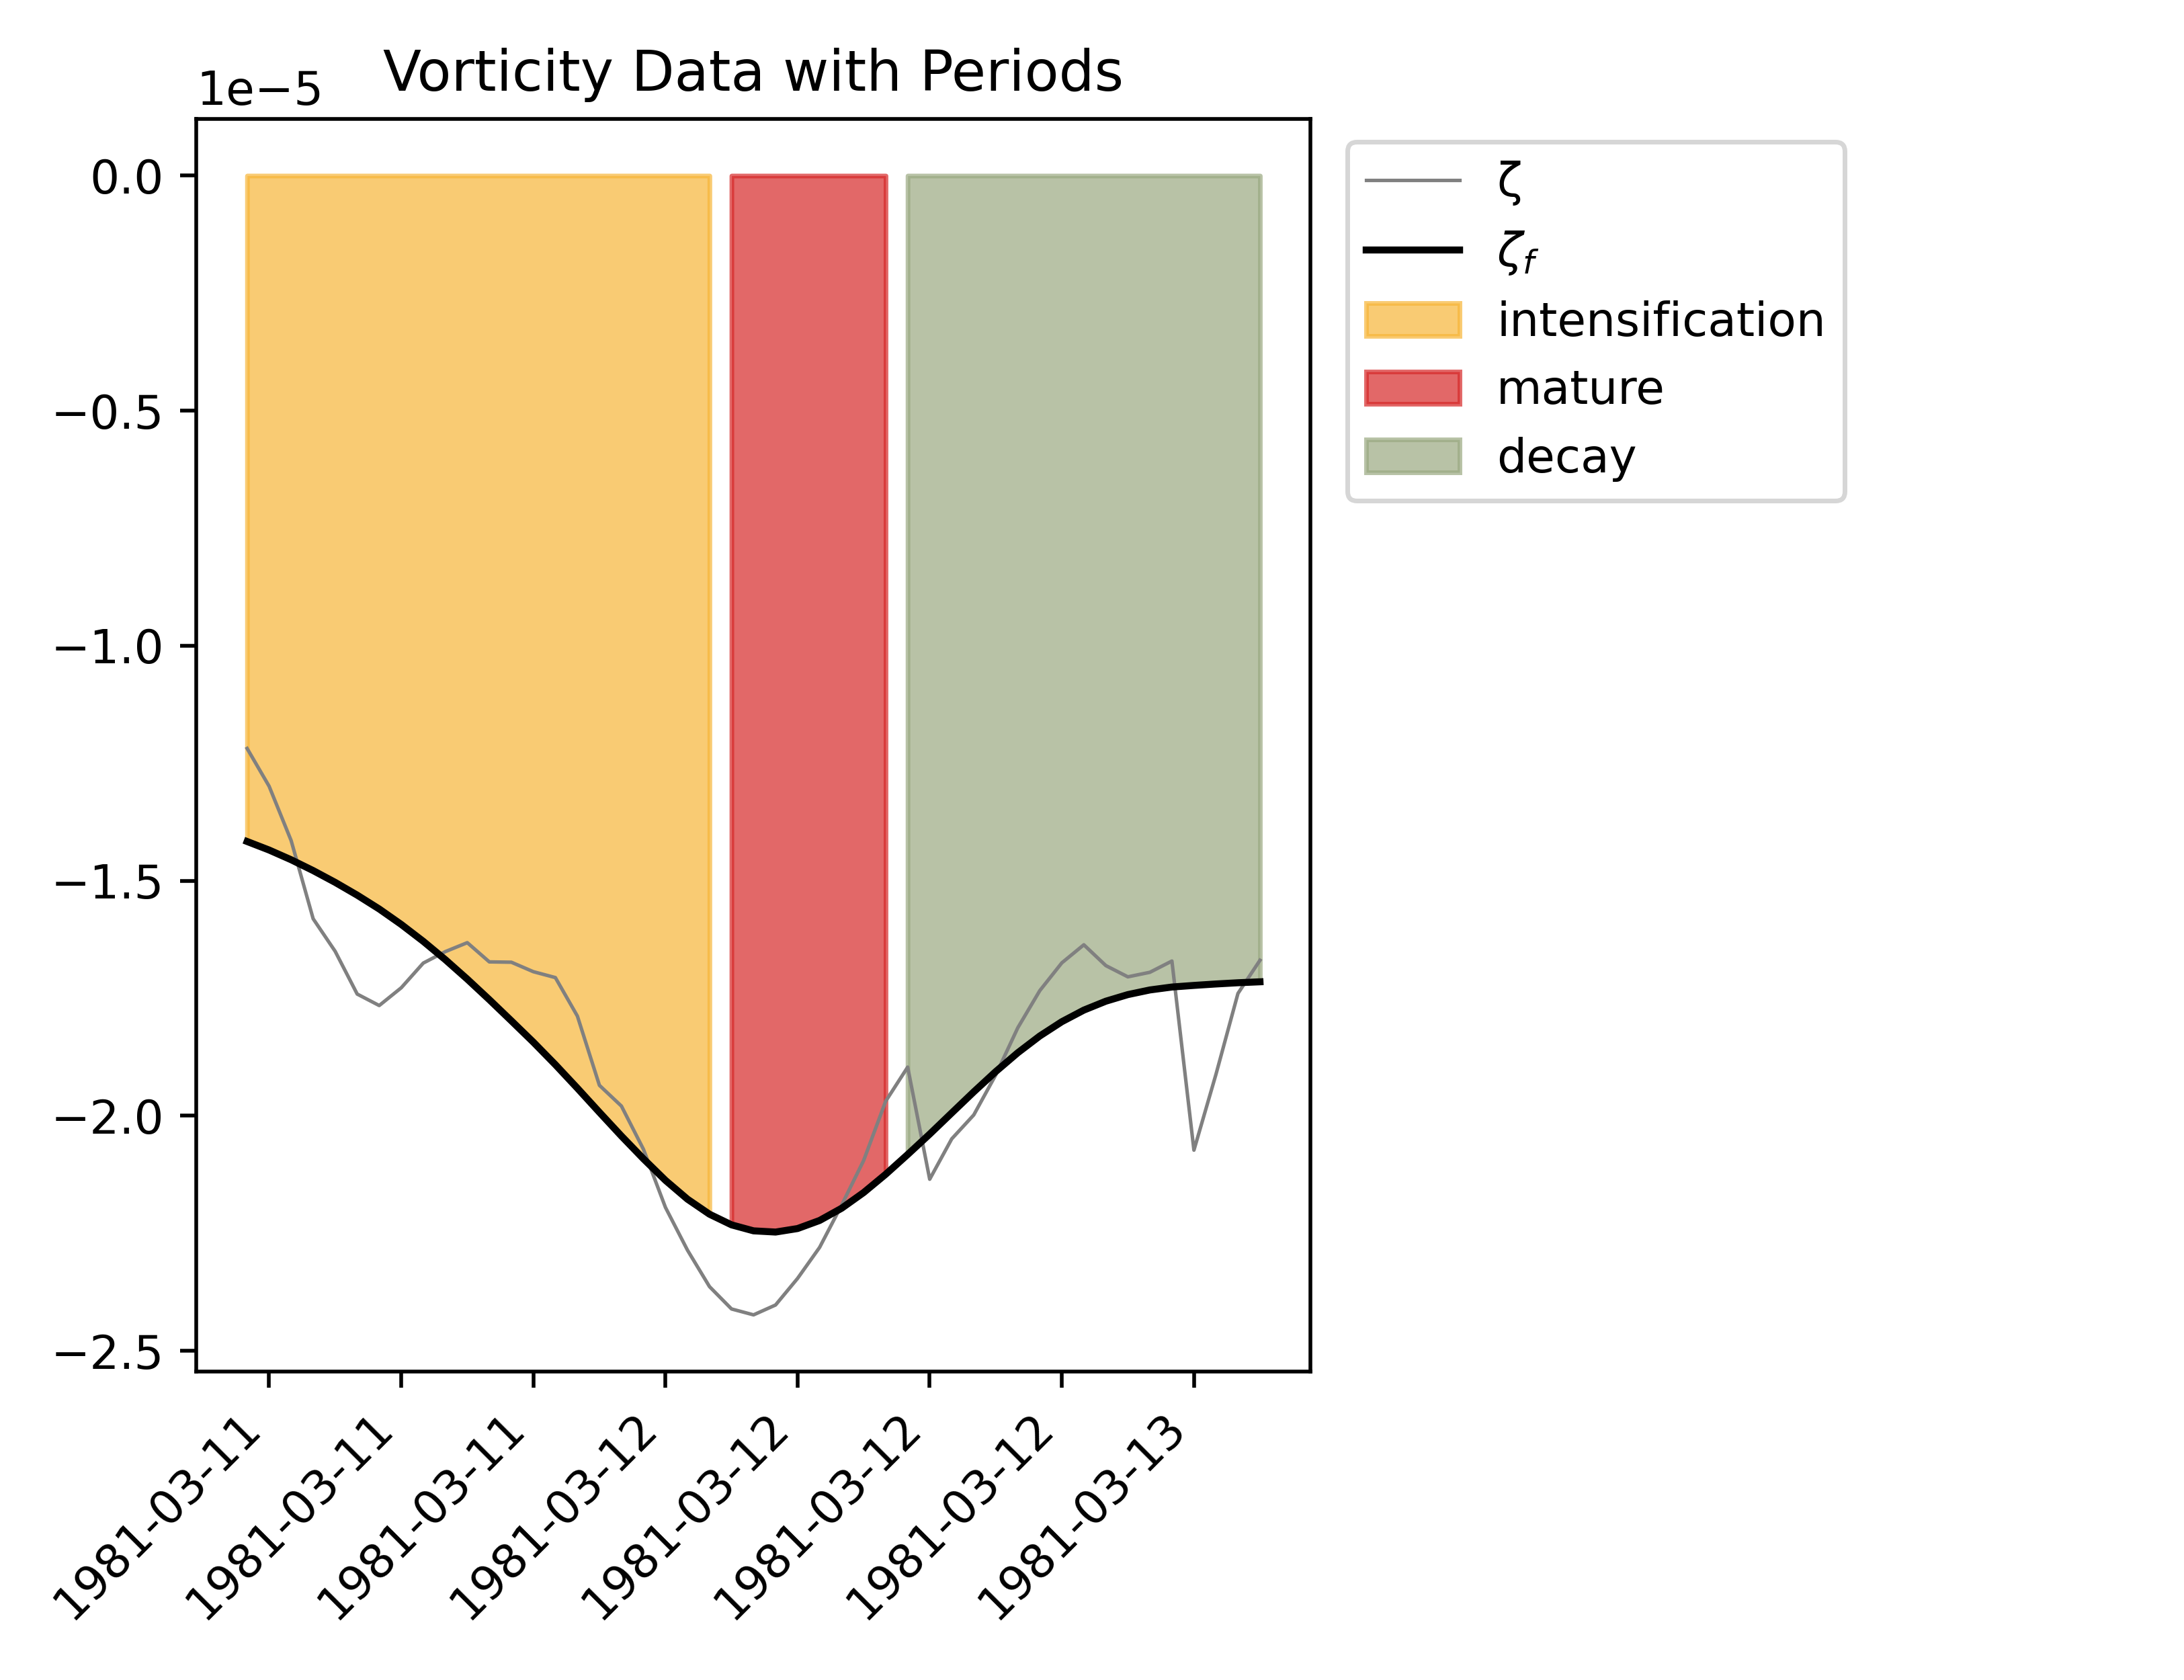 Vorticity Data with Periods
1e−5
0.0
−0.5
−1.0
−1.5
−2.0
−2.5
1981-03-11
1981-03-11
1981-03-11
1981-03-12
1981-03-12
1981-03-12
1981-03-12
1981-03-13
ζ
ζf
intensification
mature
decay